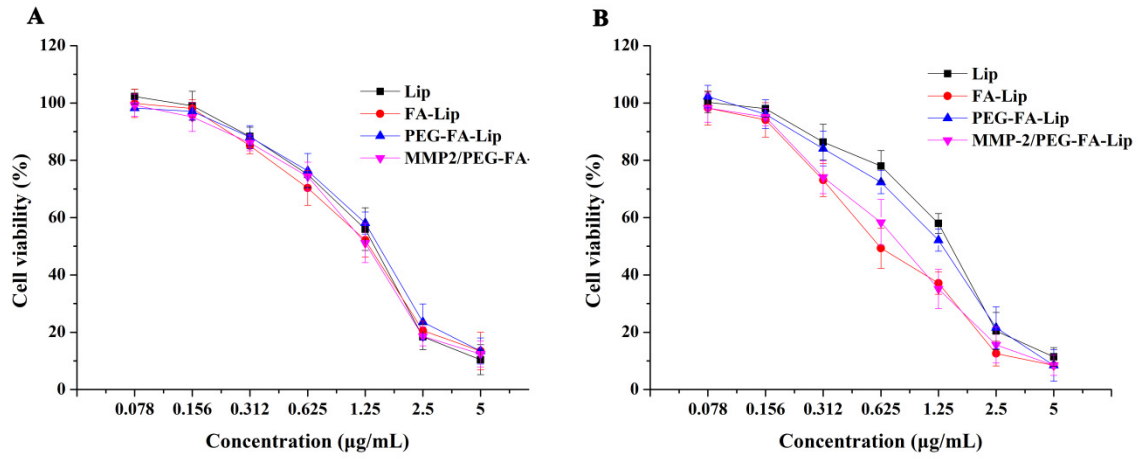 A
120
100
80
60
40
20
0
Cell viability (%)
Lip
FA-Lip
PEG-FA-Lip
MMP2/PEG-FA-
0.078 0.156 0.312 0.625 1.25 2.5 5
Concentration (μg/mL)
B
120
100
80
60
40
20
0
Cell viability (%)
Lip
FA-Lip
PEG-FA-Lip
MMP-2/PEG-FA-Lip
0.078 0.156 0.312 0.625 1.25 2.5 5
Concentration (μg/mL)